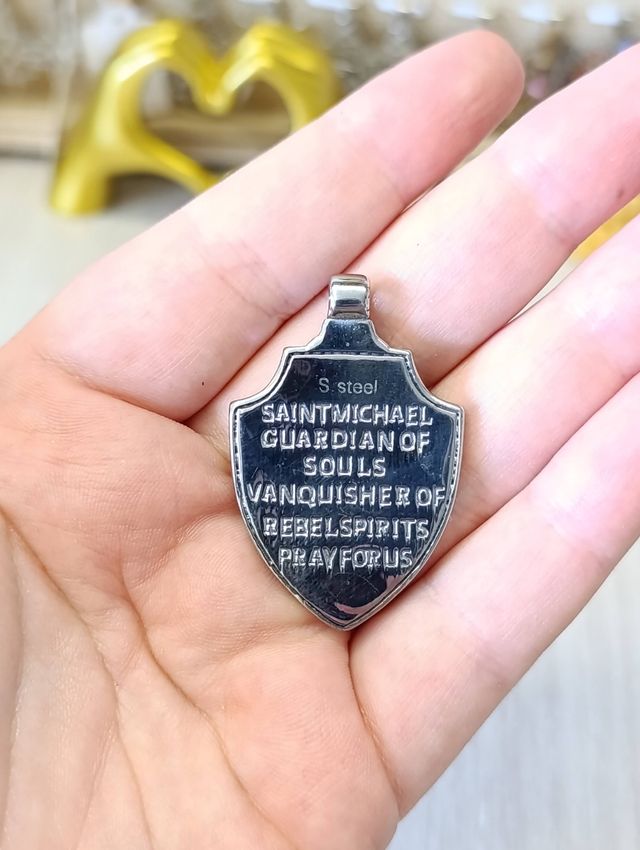 S.steel
SAINTMICHAEL
GUARDIAN OF
SOULS
VANQUISHER OF
REBELSPIRITS
PRAYFORUS